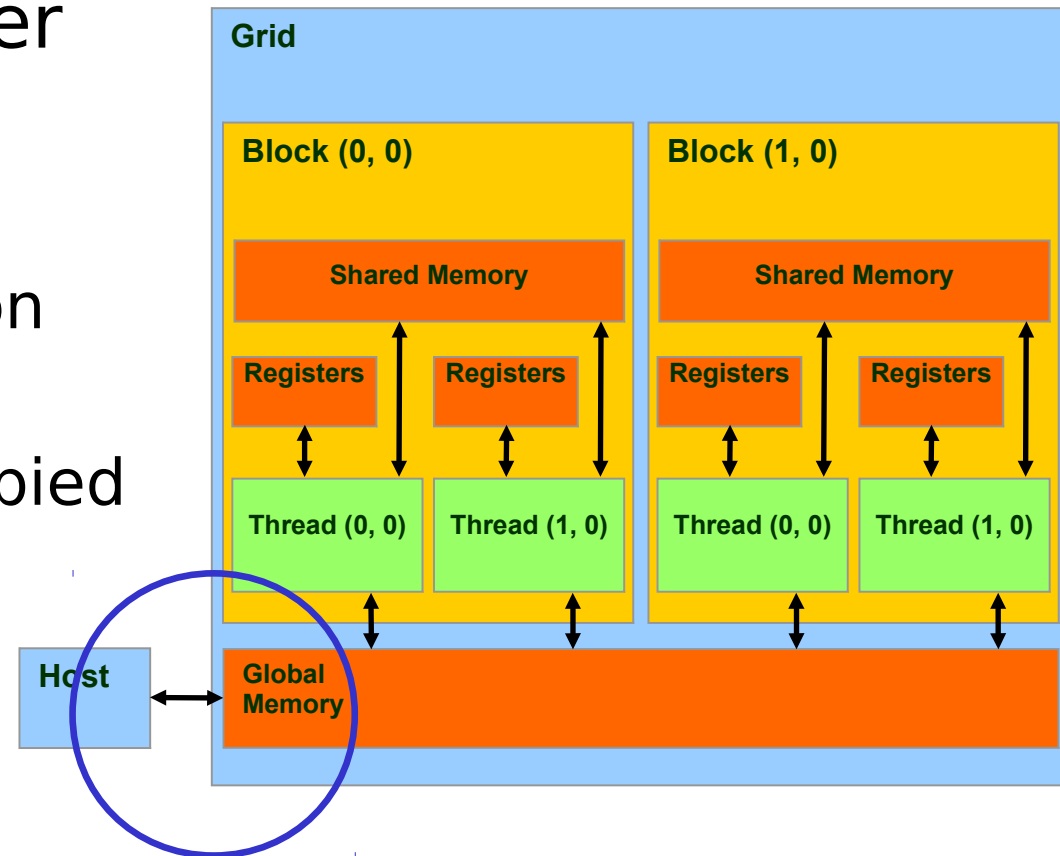 er
on
pied
Grid
Block (0, 0)
Block (1, 0)
Shared Memory
Shared Memory
Registers
Registers
Registers
Registers
Thread (0, 0)
Thread (1, 0)
Thread (0, 0)
Thread (1, 0)
Host
Global
Memory